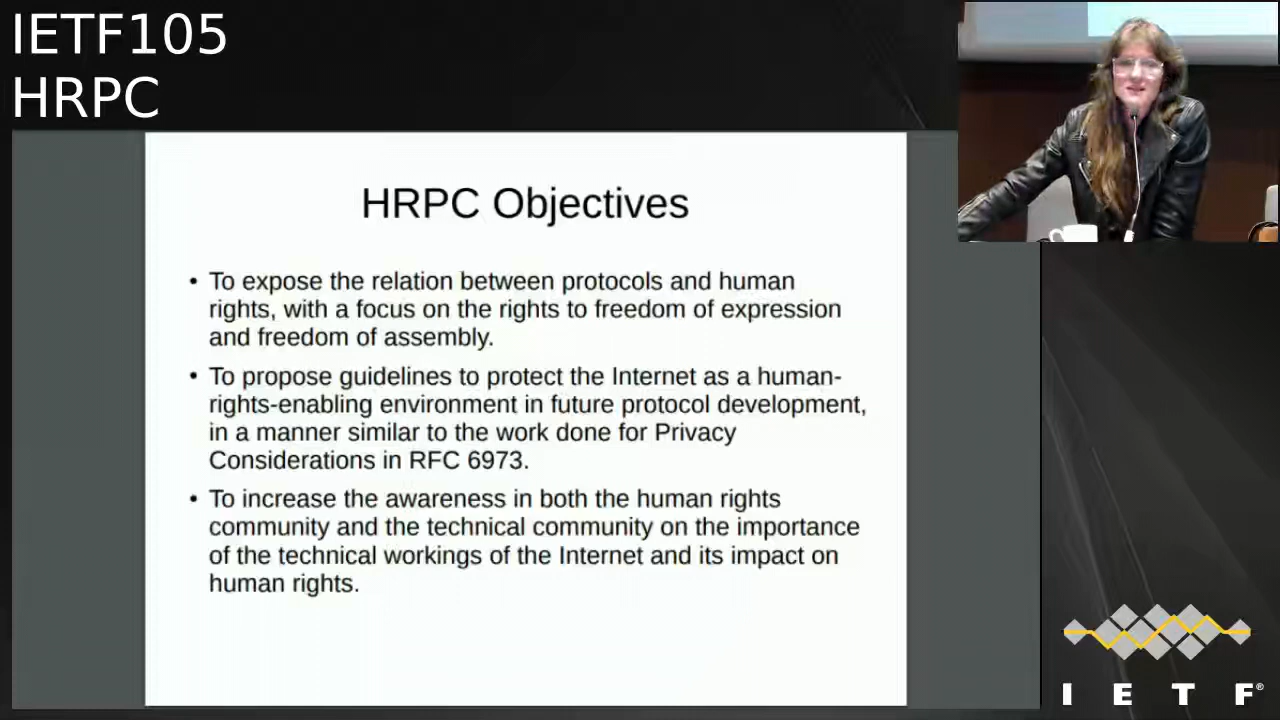 IETF105
HRPC
HRPC Objectives
• To expose the relation between protocols and human
rights, with a focus on the rights to freedom of expression
and freedom of assembly.
• To propose guidelines to protect the Internet as a human-
rights-enabling environment in future protocol development,
in a manner similar to the work done for Privacy
Considerations in RFC 6973.
• To increase the awareness in both the human rights
community and the technical community on the importance
of the technical workings of the Internet and its impact on
human rights.
I E T F®